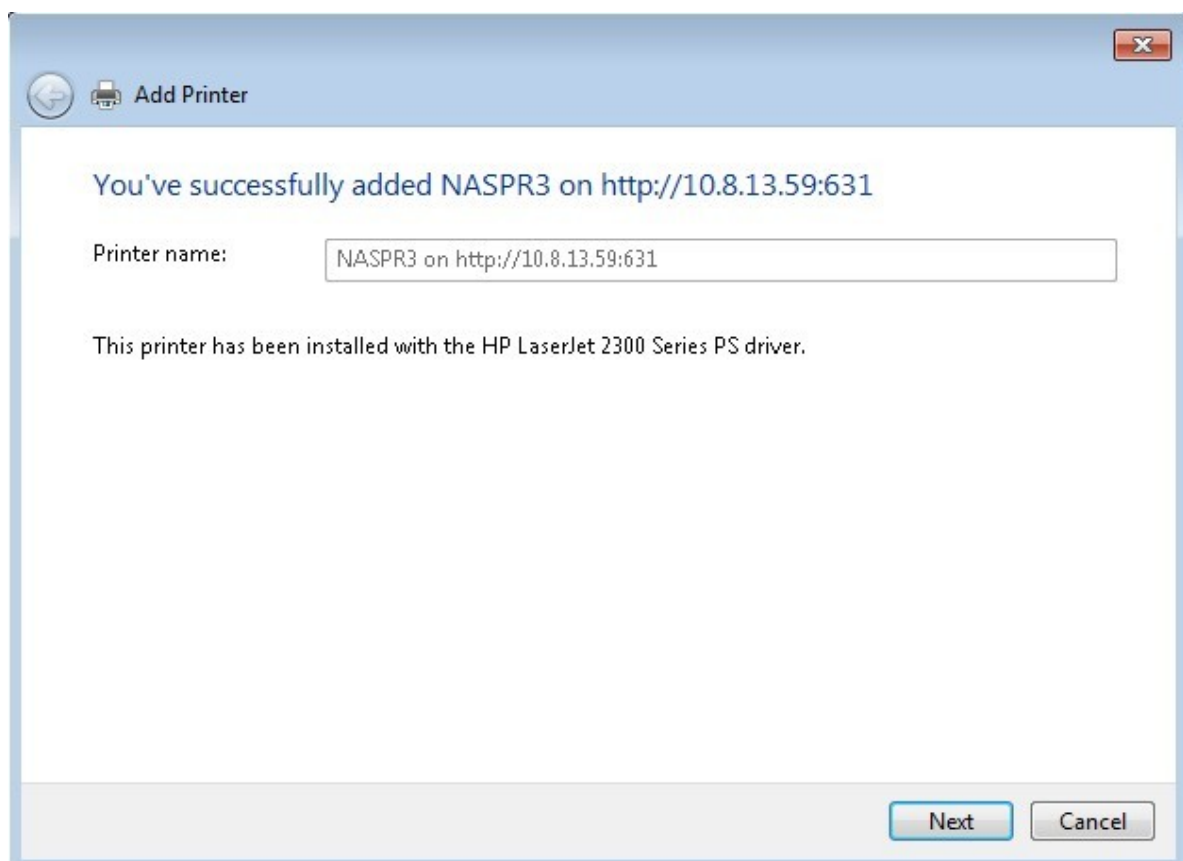 Add Printer
You've successfully added NASPR3 on http://10.8.13.59:631
Printer name:
NASPR3 on http://10.8.13.59:631
This printer has been installed with the HP LaserJet 2300 Series PS driver.
Next
Cancel